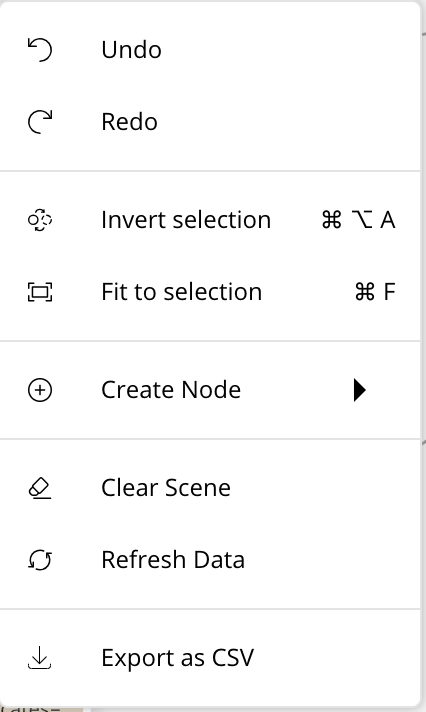 Undo
Redo
Invert selection ⌘ ⌥ A
Fit to selection ⌘ F
Create Node
Clear Scene
Refresh Data
Export as CSV